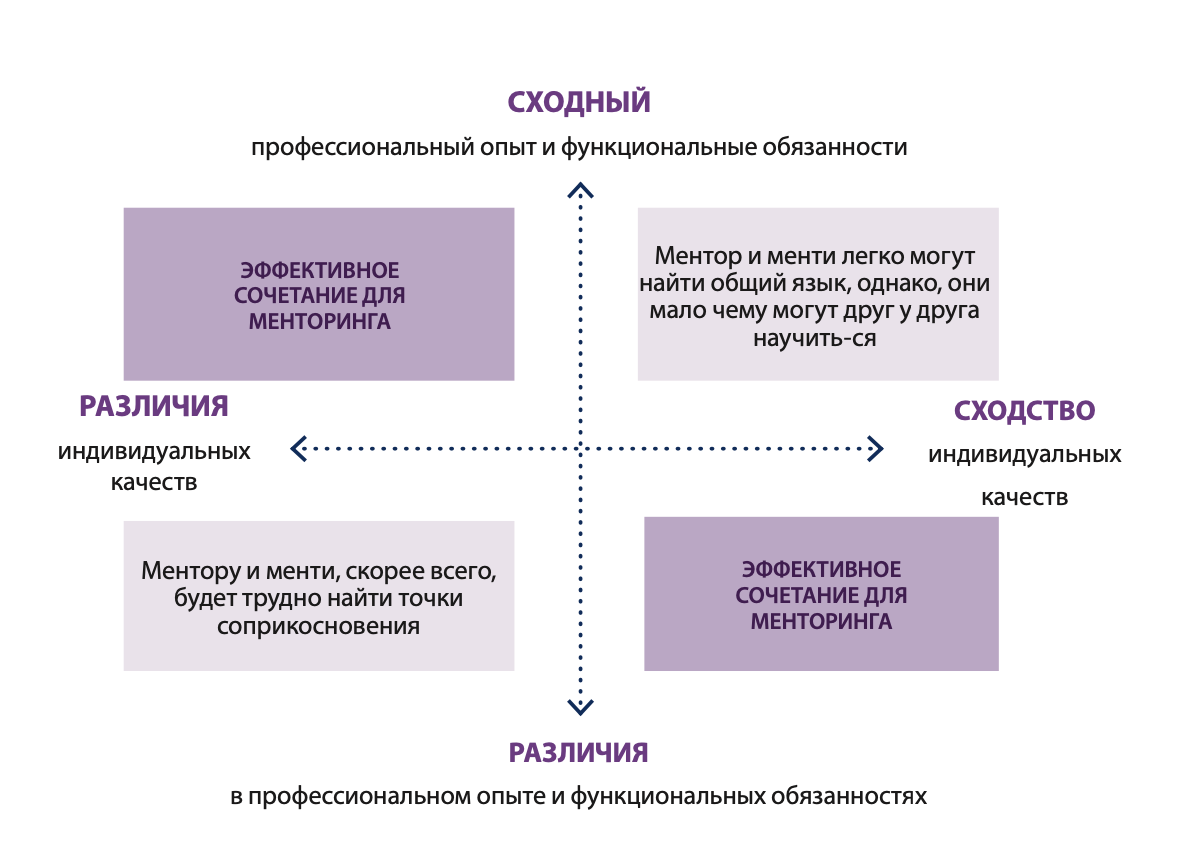 СХОДНЫЙ
профессиональный опыт и функциональные обязанности
ЭФФЕКТИВНОЕ
СОЧЕТАНИЕ ДЛЯ
МЕНТОРИНГА
Ментор и менти легко могут
найти общий язык, однако, они
мало чему могут друг у друга
научить-ся
РАЗЛИЧИЯ
индивидуальных
качеств
СХОДСТВО
индивидуальных
качеств
Ментору и менти, скорее всего,
будет трудно найти точки
соприкосновения
ЭФФЕКТИВНОЕ
СОЧЕТАНИЕ ДЛЯ
МЕНТОРИНГА
РАЗЛИЧИЯ
в профессиональном опыте и функциональных обязанностях